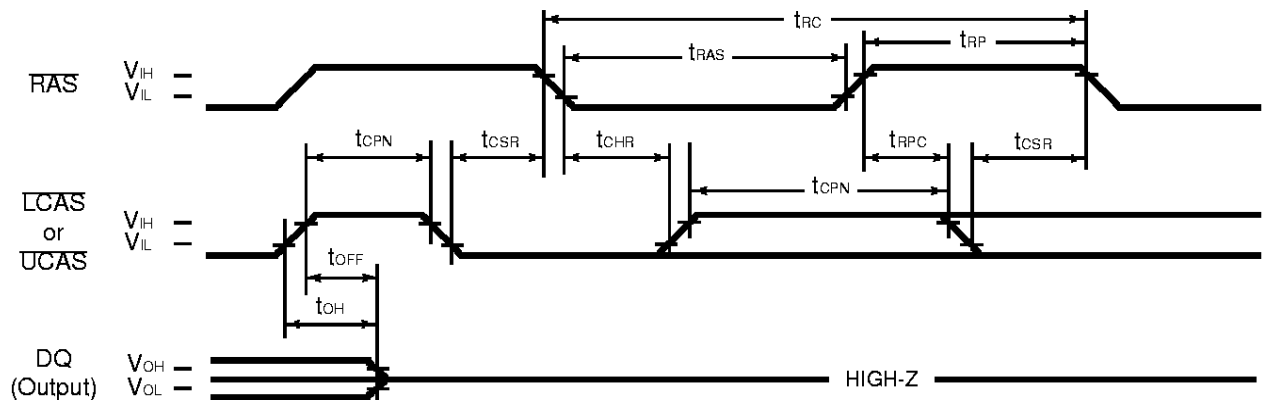 tRC
tRAS
tRP
RAS
VIH
VIL
tCPN
tCSR
tCHR
tRPC
tCSR
tCPN
LCAS
or
UCAS
VIH
VIL
tOFF
tOH
DQ
(Output)
VOH
VOL
HIGH-Z